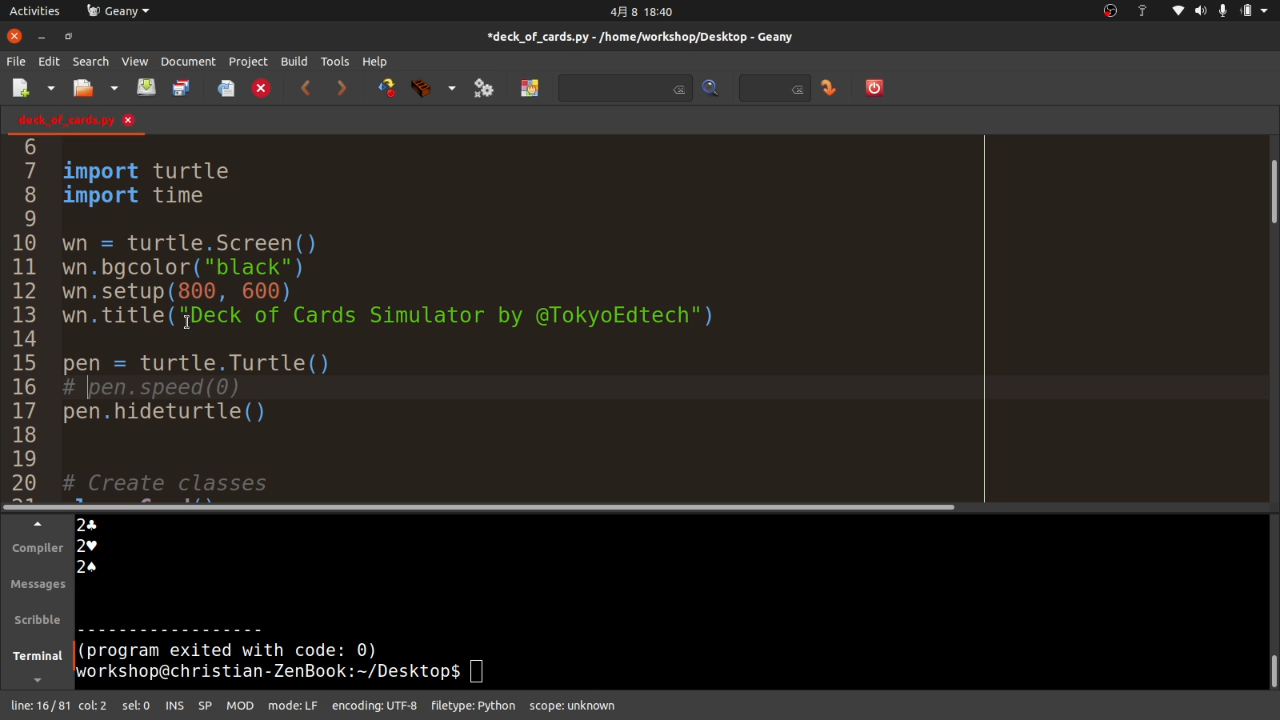 Activities Geany 4月 8 18:40
*deck_of_cards.py - /home/workshop/Desktop - Geany
File Edit Search View Document Project Build Tools Help
deck_of_cards.py
6
7 import turtle
8 import time
9
10 wn = turtle.Screen()
11 wn.bgcolor("black")
12 wn.setup(800, 600)
13 wn.title("Deck of Cards Simulator by @TokyoEdtech")
14
15 pen = turtle.Turtle()
16 # pen.speed(0)
17 pen.hideturtle()
18
19
20 # Create classes
2♣
Compiler 2♥
2♠
Messages
Scribble
------------------
Terminal (program exited with code: 0)
workshop@christian-ZenBook:~/Desktop$
line: 16/81 col: 2 sel: 0 INS SP MOD mode: LF encoding: UTF-8 filetype: Python scope: unknown